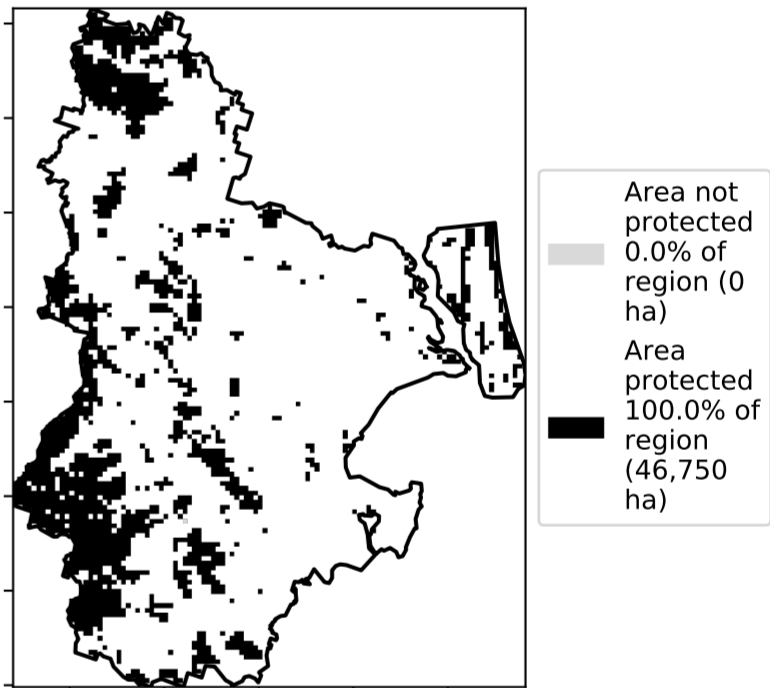 Area not
protected
0.0% of
region (0
ha)
Area
protected
100.0% of
region
(46,750
ha)